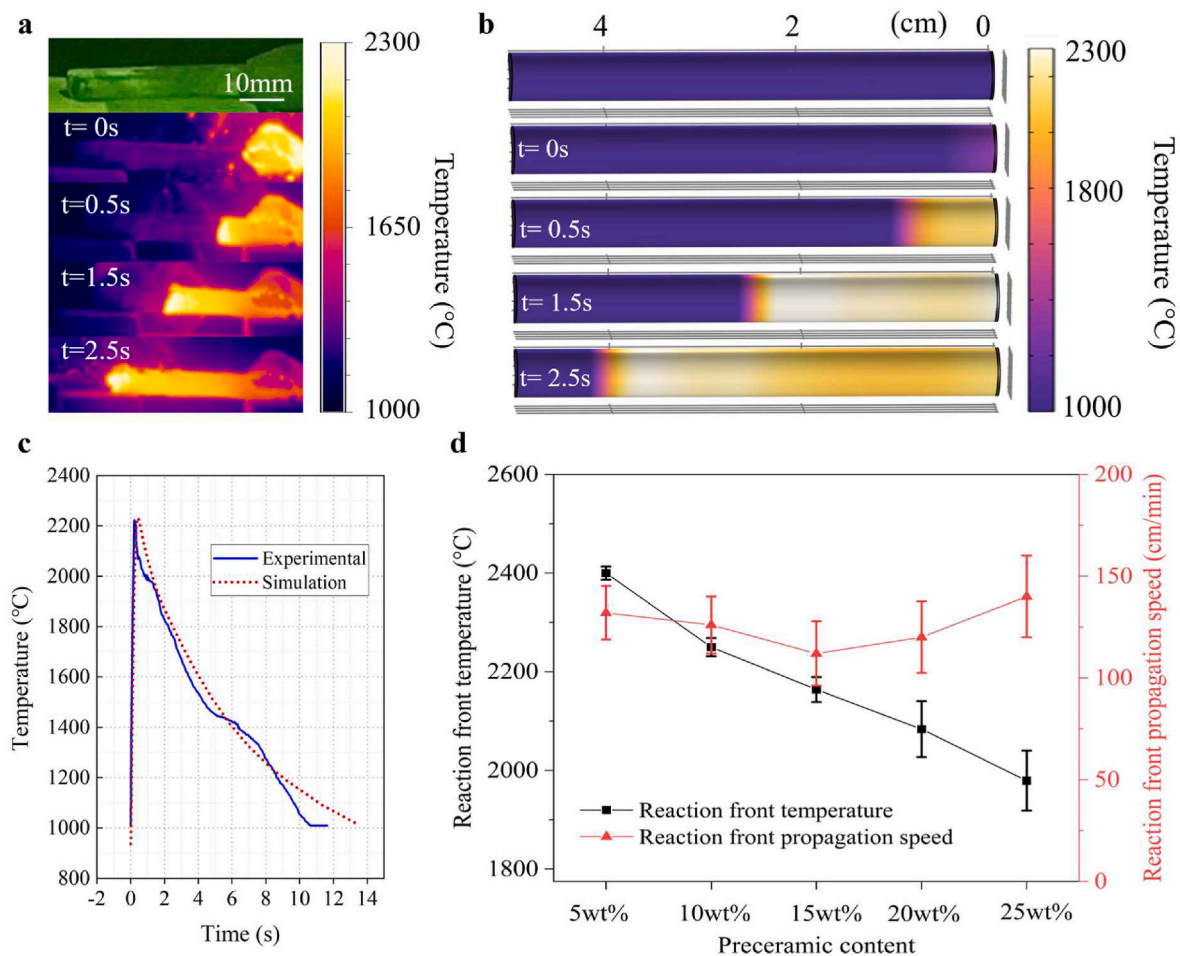 a
10mm
t= 0s
t=0.5s
t=1.5s
t=2.5s
2300
1650
1000
Temperature (°C)
b
4 2 (cm) 0
t= 0s
t= 0.5s
t= 1.5s
t= 2.5s
2300
1800
1000
Temperature (°C)
c
2400
2200
2000
1800
1600
1400
1200
1000
800
-2 0 2 4 6 8 10 12 14
Temperature (℃)
Time (s)
Experimental
Simulation
d
2600
2400
2200
2000
1800
Reaction front temperature (°C)
200
150
100
50
0
Reaction front propagation speed (cm/min)
Reaction front temperature
Reaction front propagation speed
5wt% 10wt% 15wt% 20wt% 25wt%
Preceramic content